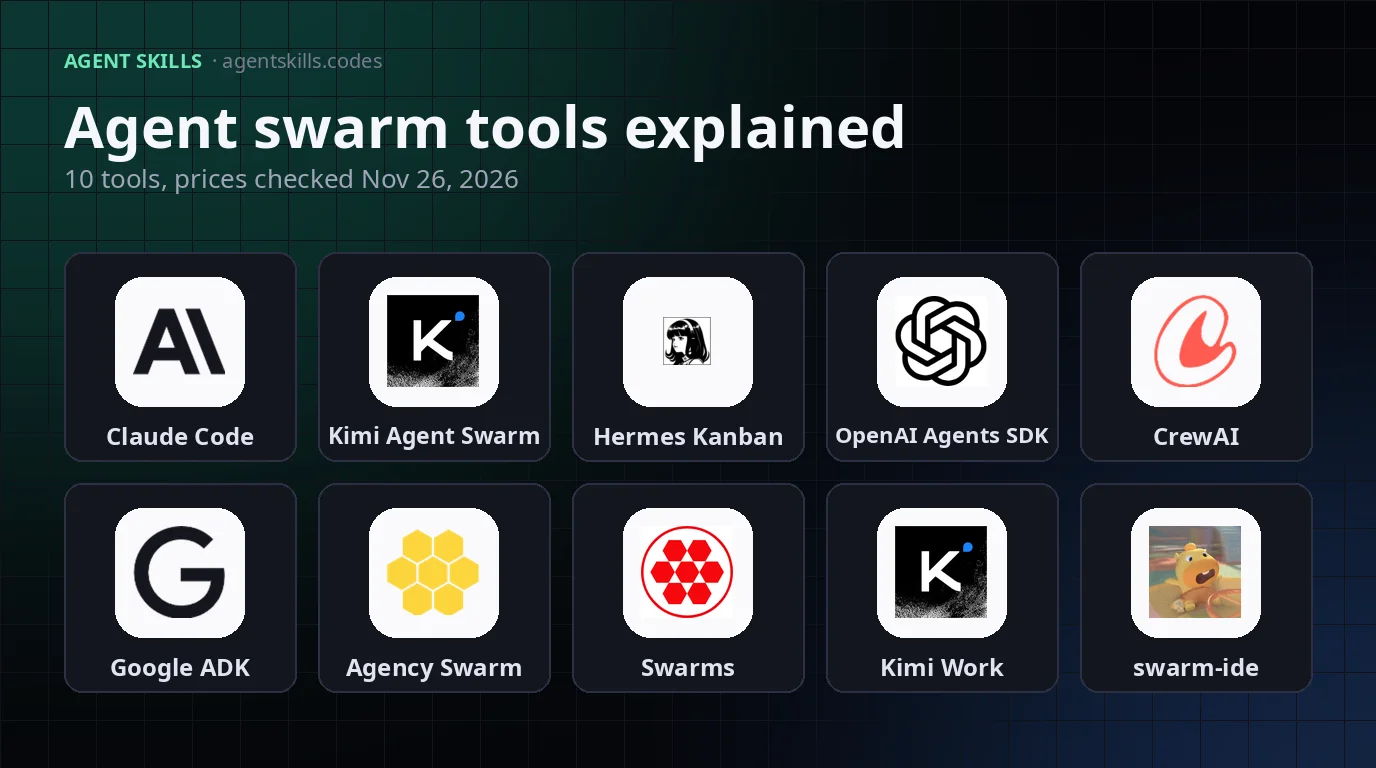 AGENT SKILLS · agentskills.codes
Agent swarm tools explained
10 tools, prices checked Nov 26, 2026
Claude Code
Kimi Agent Swarm
Hermes Kanban
OpenAI Agents SDK
CrewAI
Google ADK
Agency Swarm
Swarms
Kimi Work
swarm-ide